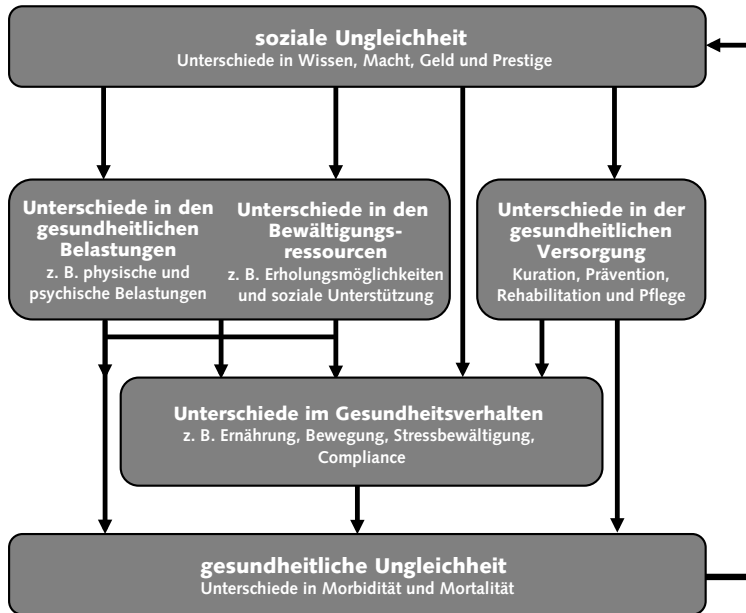 soziale Ungleichheit
Unterschiede in Wissen, Macht, Geld und Prestige
Unterschiede in den
gesundheitlichen
Belastungen
z. B. physische und
psychische Belastungen
Unterschiede in den
Bewältigungs-
ressourcen
z. B. Erholungsmöglichkeiten
und soziale Unterstützung
Unterschiede in der
gesundheitlichen
Versorgung
Kuration, Prävention,
Rehabilitation und Pflege
Unterschiede im Gesundheitsverhalten
z. B. Ernährung, Bewegung, Stressbewältigung,
Compliance
gesundheitliche Ungleichheit
Unterschiede in Morbidität und Mortalität